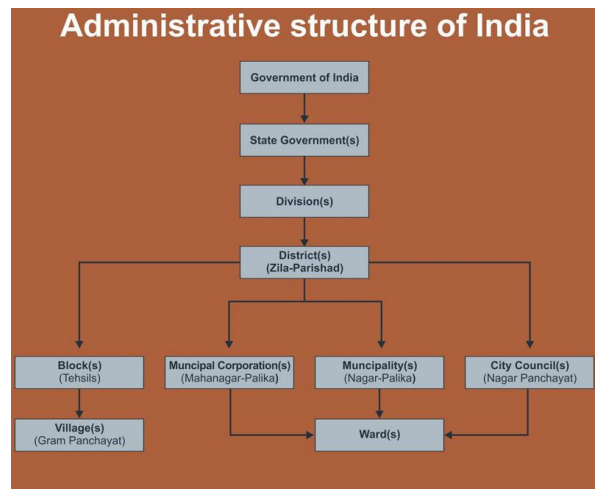 Administrative structure of India
Government of India
State Government(s)
Division(s)
District(s)
(Zila-Parishad)
Block(s)
(Tehsils)
Muncipal Corporation(s)
(Mahanagar-Palika)
Muncipality(s)
(Nagar-Palika)
City Council(s)
(Nagar Panchayat)
Village(s)
(Gram Panchayat)
Ward(s)